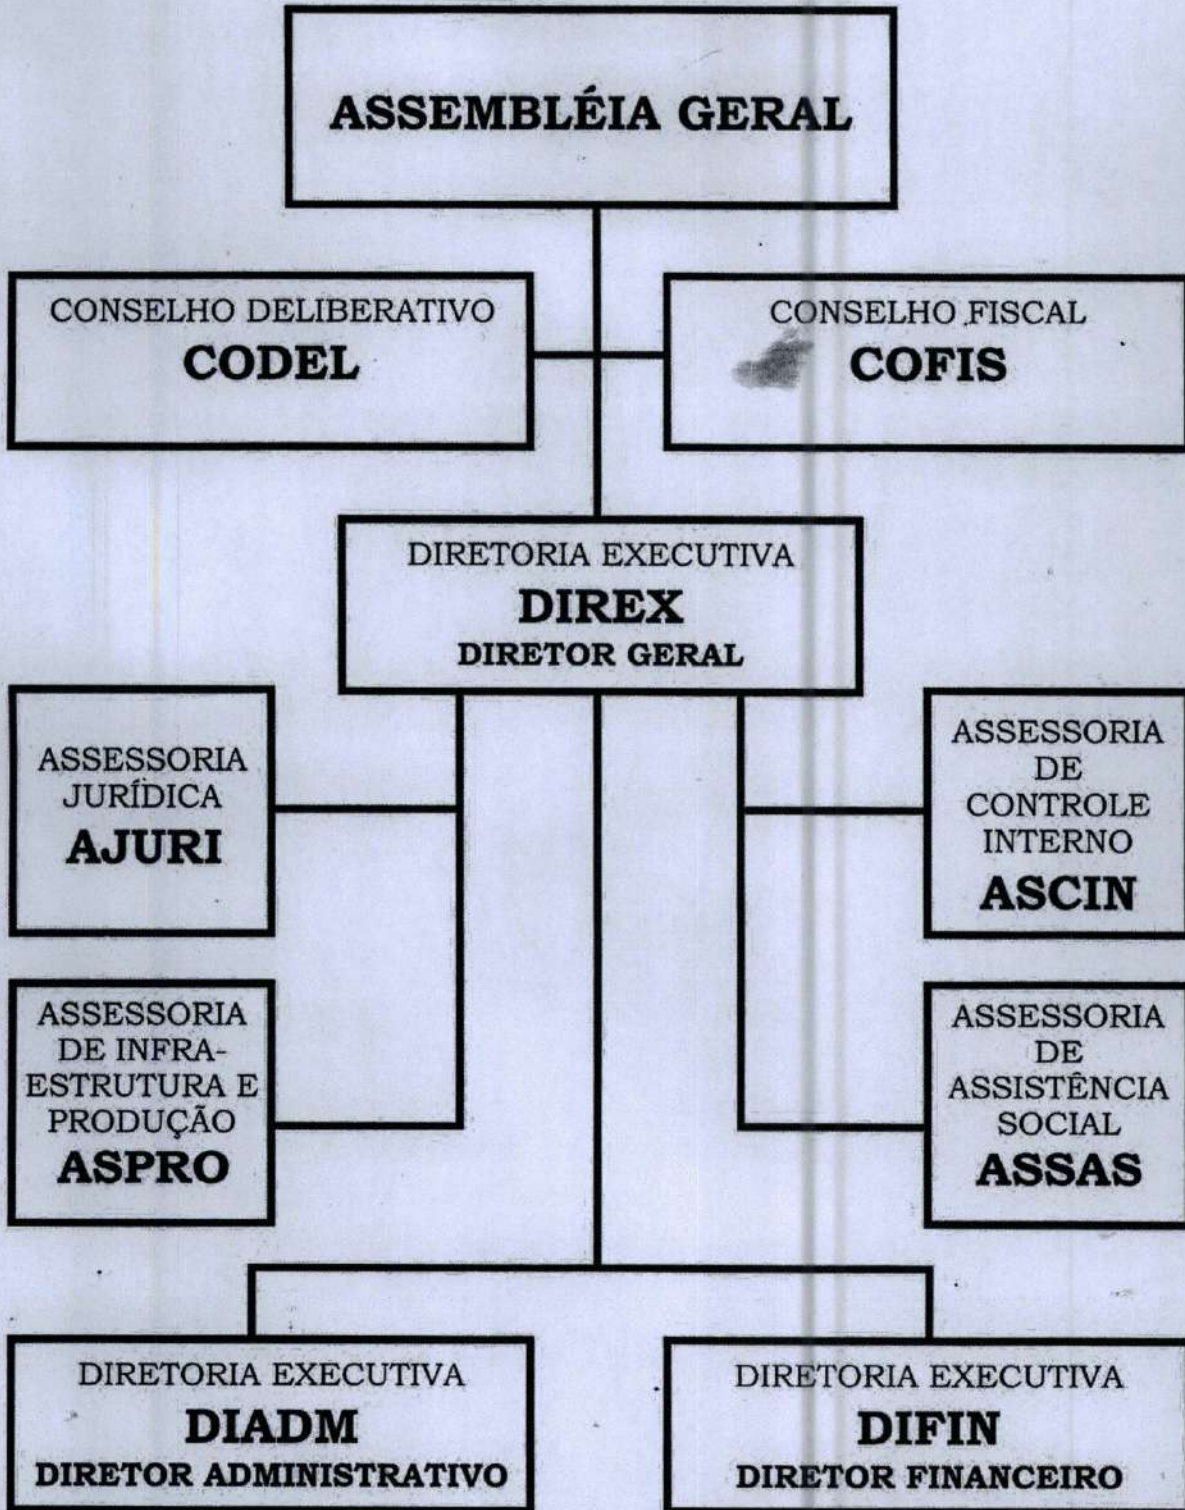 ASSEMBLÉIA GERAL
CONSELHO DELIBERATIVO
CODEL
CONSELHO FISCAL
COFIS
DIRETORIA EXECUTIVA
DIREX
DIRETOR GERAL
ASSESSORIA
JURÍDICA
AJURI
ASSESSORIA
DE
CONTROLE
INTERNO
ASCIN
ASSESSORIA
DE INFRA-
ESTRUTURA E
PRODUÇÃO
ASPRO
ASSESSORIA
DE
ASSISTÊNCIA
SOCIAL
ASSAS
DIRETORIA EXECUTIVA
DIADM
DIRETOR ADMINISTRATIVO
DIRETORIA EXECUTIVA
DIFIN
DIRETOR FINANCEIRO